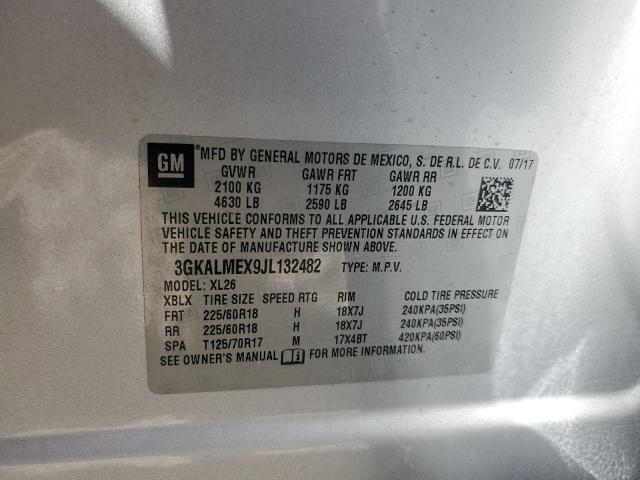 GM
®MFD BY GENERAL MOTORS DE MEXICO, S. DE R.L. DE C.V. 07/17
GVWR GAWR FRT GAWR RR
2100 KG 1175 KG 1200 KG
4630 LB 2590 LB 2645 LB
THIS VEHICLE CONFORMS TO ALL APPLICABLE U.S. FEDERAL MOTOR
VEHICLE SAFETY AND THEFT PREVENTION STANDARDS IN EFFECT ON
THE DATE OF MANUFACTURE SHOWN ABOVE.
3GKALMEX9JL132482 TYPE: M.P.V.
MODEL: XL26
XBLX TIRE SIZE SPEED RTG RIM COLD TIRE PRESSURE
FRT 225/60R18 H 18X7J 240KPA(35PSI)
RR 225/60R18 H 18X7J 240KPA(35PSI)
SPA T125/70R17 M 17X4BT 420KPA(60PSI)
SEE OWNER'S MANUAL FOR MORE INFORMATION.